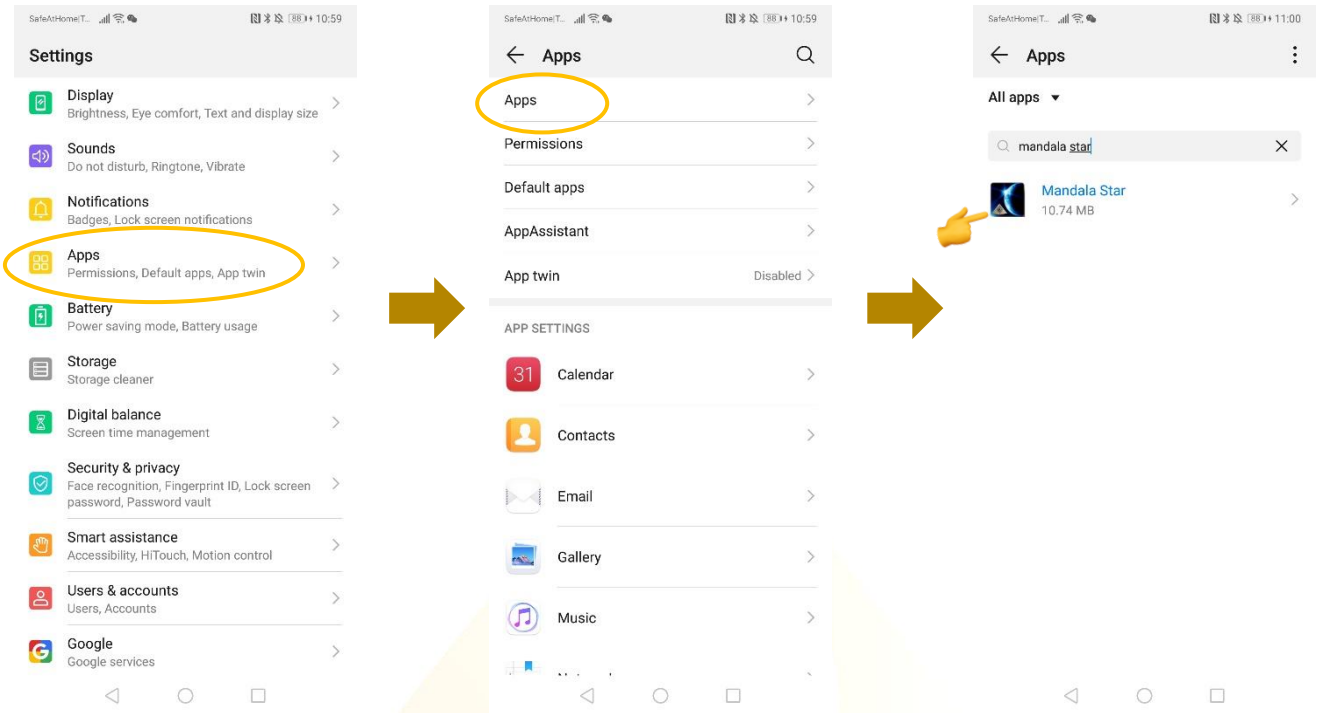 SafeAtHome|T... 88 10:59
Settings
Display
Brightness, Eye comfort, Text and display size
Sounds
Do not disturb, Ringtone, Vibrate
Notifications
Badges, Lock screen notifications
Apps
Permissions, Default apps, App twin
Battery
Power saving mode, Battery usage
Storage
Storage cleaner
Digital balance
Screen time management
Security & privacy
Face recognition, Fingerprint ID, Lock screen
password, Password vault
Smart assistance
Accessibility, HiTouch, Motion control
Users & accounts
Users, Accounts
Google
Google services
SafeAtHome|T... 88 10:59
Apps
Apps
Permissions
Default apps
AppAssistant
App twin Disabled
APP SETTINGS
31 Calendar
Contacts
Email
Gallery
Music
SafeAtHome|T... 88 11:00
Apps
All apps
mandala star
Mandala Star
10.74 MB